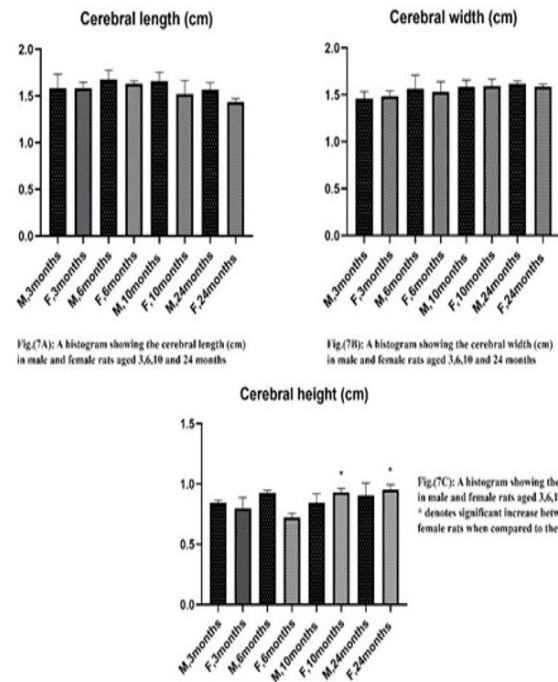 Cerebral length (cm)
2.0
1.5
1.0
0.5
0.0
M,3months
F,3months
M,6months
F,6months
M,10months
F,10months
M,24months
F,24months
Fig.(7A): A histogram showing the cerebral length (cm)
in male and female rats aged 3,6,10 and 24 months
Cerebral width (cm)
2.0
1.5
1.0
0.5
0.0
M,3months
F,3months
M,6months
F,6months
M,10months
F,10months
M,24months
F,24months
Fig.(7B): A histogram showing the cerebral width (cm)
in male and female rats aged 3,6,10 and 24 months
Cerebral height (cm)
1.5
1.0
0.5
0.0
*
*
M,3months
F,3months
M,6months
F,6months
M,10months
F,10months
M,24months
F,24months
Fig.(7C): A histogram showing the
in male and female rats aged 3,6,1
* denotes significant increase betw
female rats when compared to the